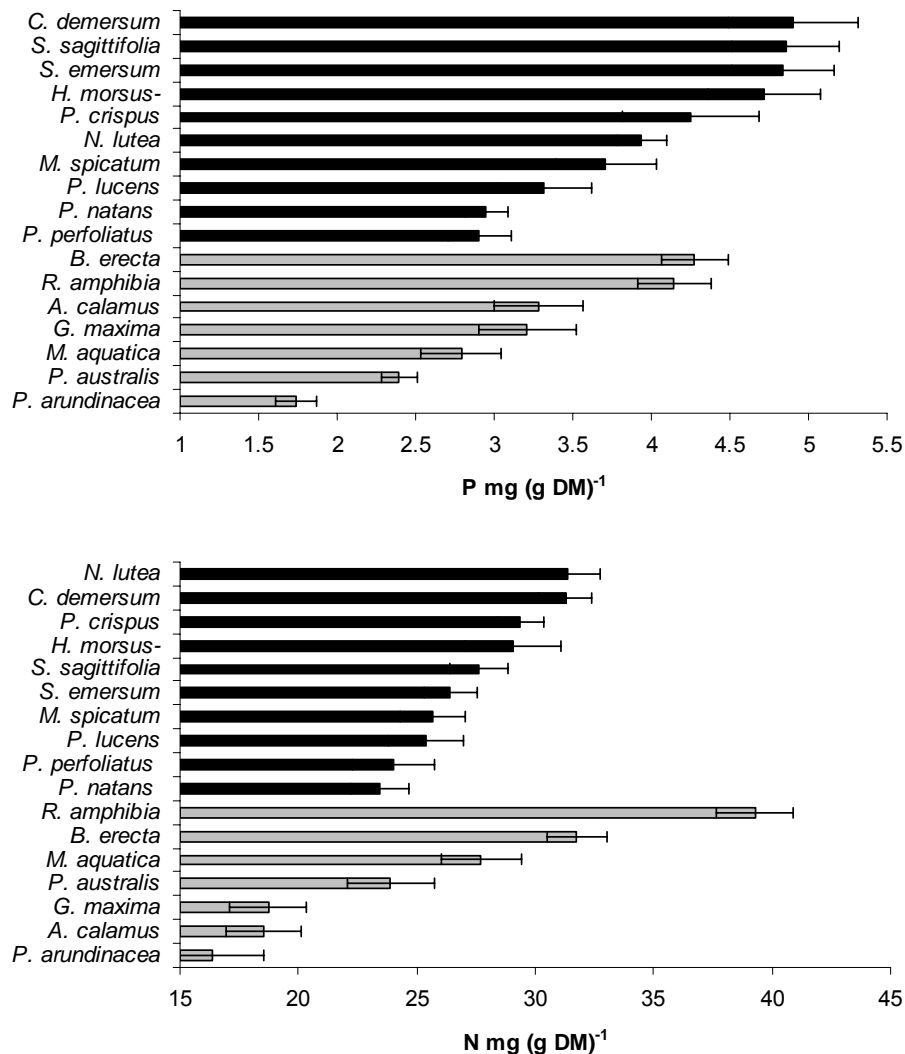 C. demersum
S. sagittifolia
S. emersum
H. morsus-
P. crispus
N. lutea
M. spicatum
P. lucens
P. natans
P. perfoliatus
B. erecta
R. amphibia
A. calamus
G. maxima
M. aquatica
P. australis
P. arundinacea
1 1.5 2 2.5 3 3.5 4 4.5 5 5.5
P mg (g DM)⁻¹
N. lutea
C. demersum
P. crispus
H. morsus-
S. sagittifolia
S. emersum
M. spicatum
P. lucens
P. perfoliatus
P. natans
R. amphibia
B. erecta
M. aquatica
P. australis
G. maxima
A. calamus
P. arundinacea
15 20 25 30 35 40 45
N mg (g DM)⁻¹